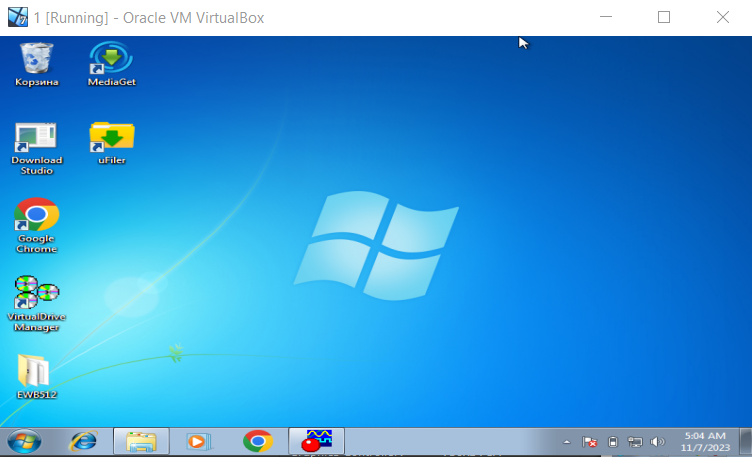 1 [Running] - Oracle VM VirtualBox
Корзина
MediaGet
Download
Studio
uFiler
Google
Chrome
VirtualDrive
Manager
EWB512
5:04 AM
11/7/2023